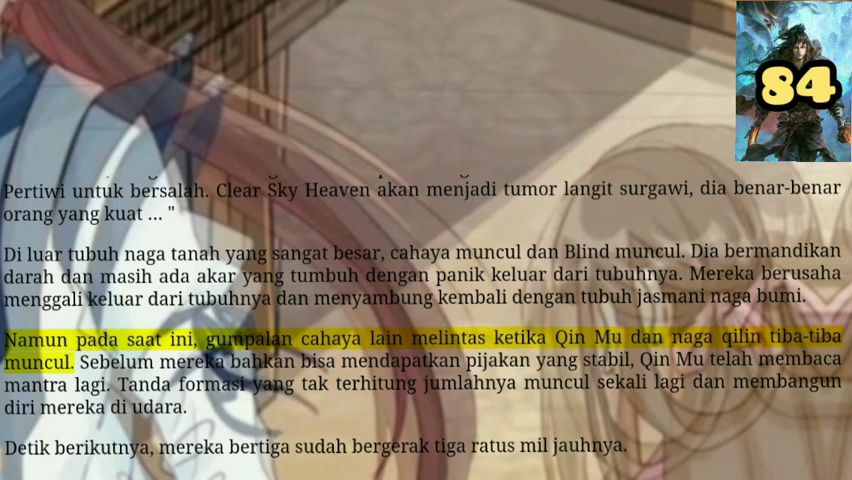 84
Pertiwi untuk bersalah. Clear Sky Heaven akan menjadi tumor langit surgawi, dia benar-benar
orang yang kuat ... "
Di luar tubuh naga tanah yang sangat besar, cahaya muncul dan Blind muncul. Dia bermandikan
darah dan masih ada akar yang tumbuh dengan panik keluar dari tubuhnya. Mereka berusaha
menggali keluar dari tubuhnya dan menyambung kembali dengan tubuh jasmani naga bumi.
Namun pada saat ini, gumpalan cahaya lain melintas ketika Qin Mu dan naga qilin tiba-tiba
muncul. Sebelum mereka bahkan bisa mendapatkan pijakan yang stabil, Qin Mu telah membaca
mantra lagi. Tanda formasi yang tak terhitung jumlahnya muncul sekali lagi dan membangun
diri mereka di udara.
Detik berikutnya, mereka bertiga sudah bergerak tiga ratus mil jauhnya.